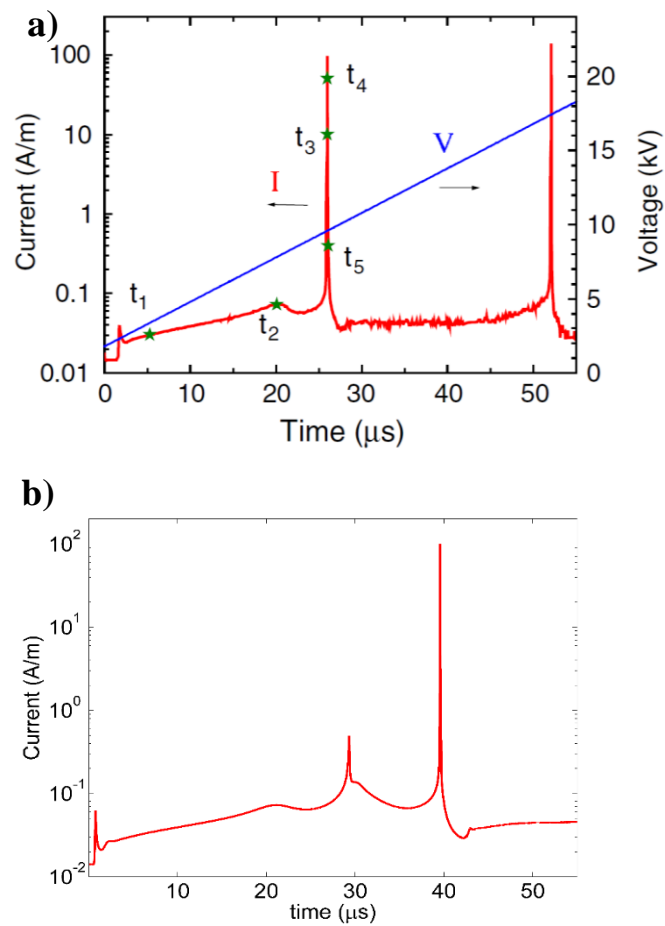 a)
100
10
1
0.1
0.01
Current (A/m)
20
15
10
5
0
Voltage (kV)
t4
t3
V
I
t5
t1
t2
0 10 20 30 40 50
Time (μs)
b)
10^2
10^1
10^0
10^-1
10^-2
Current (A/m)
10 20 30 40 50
time (μs)